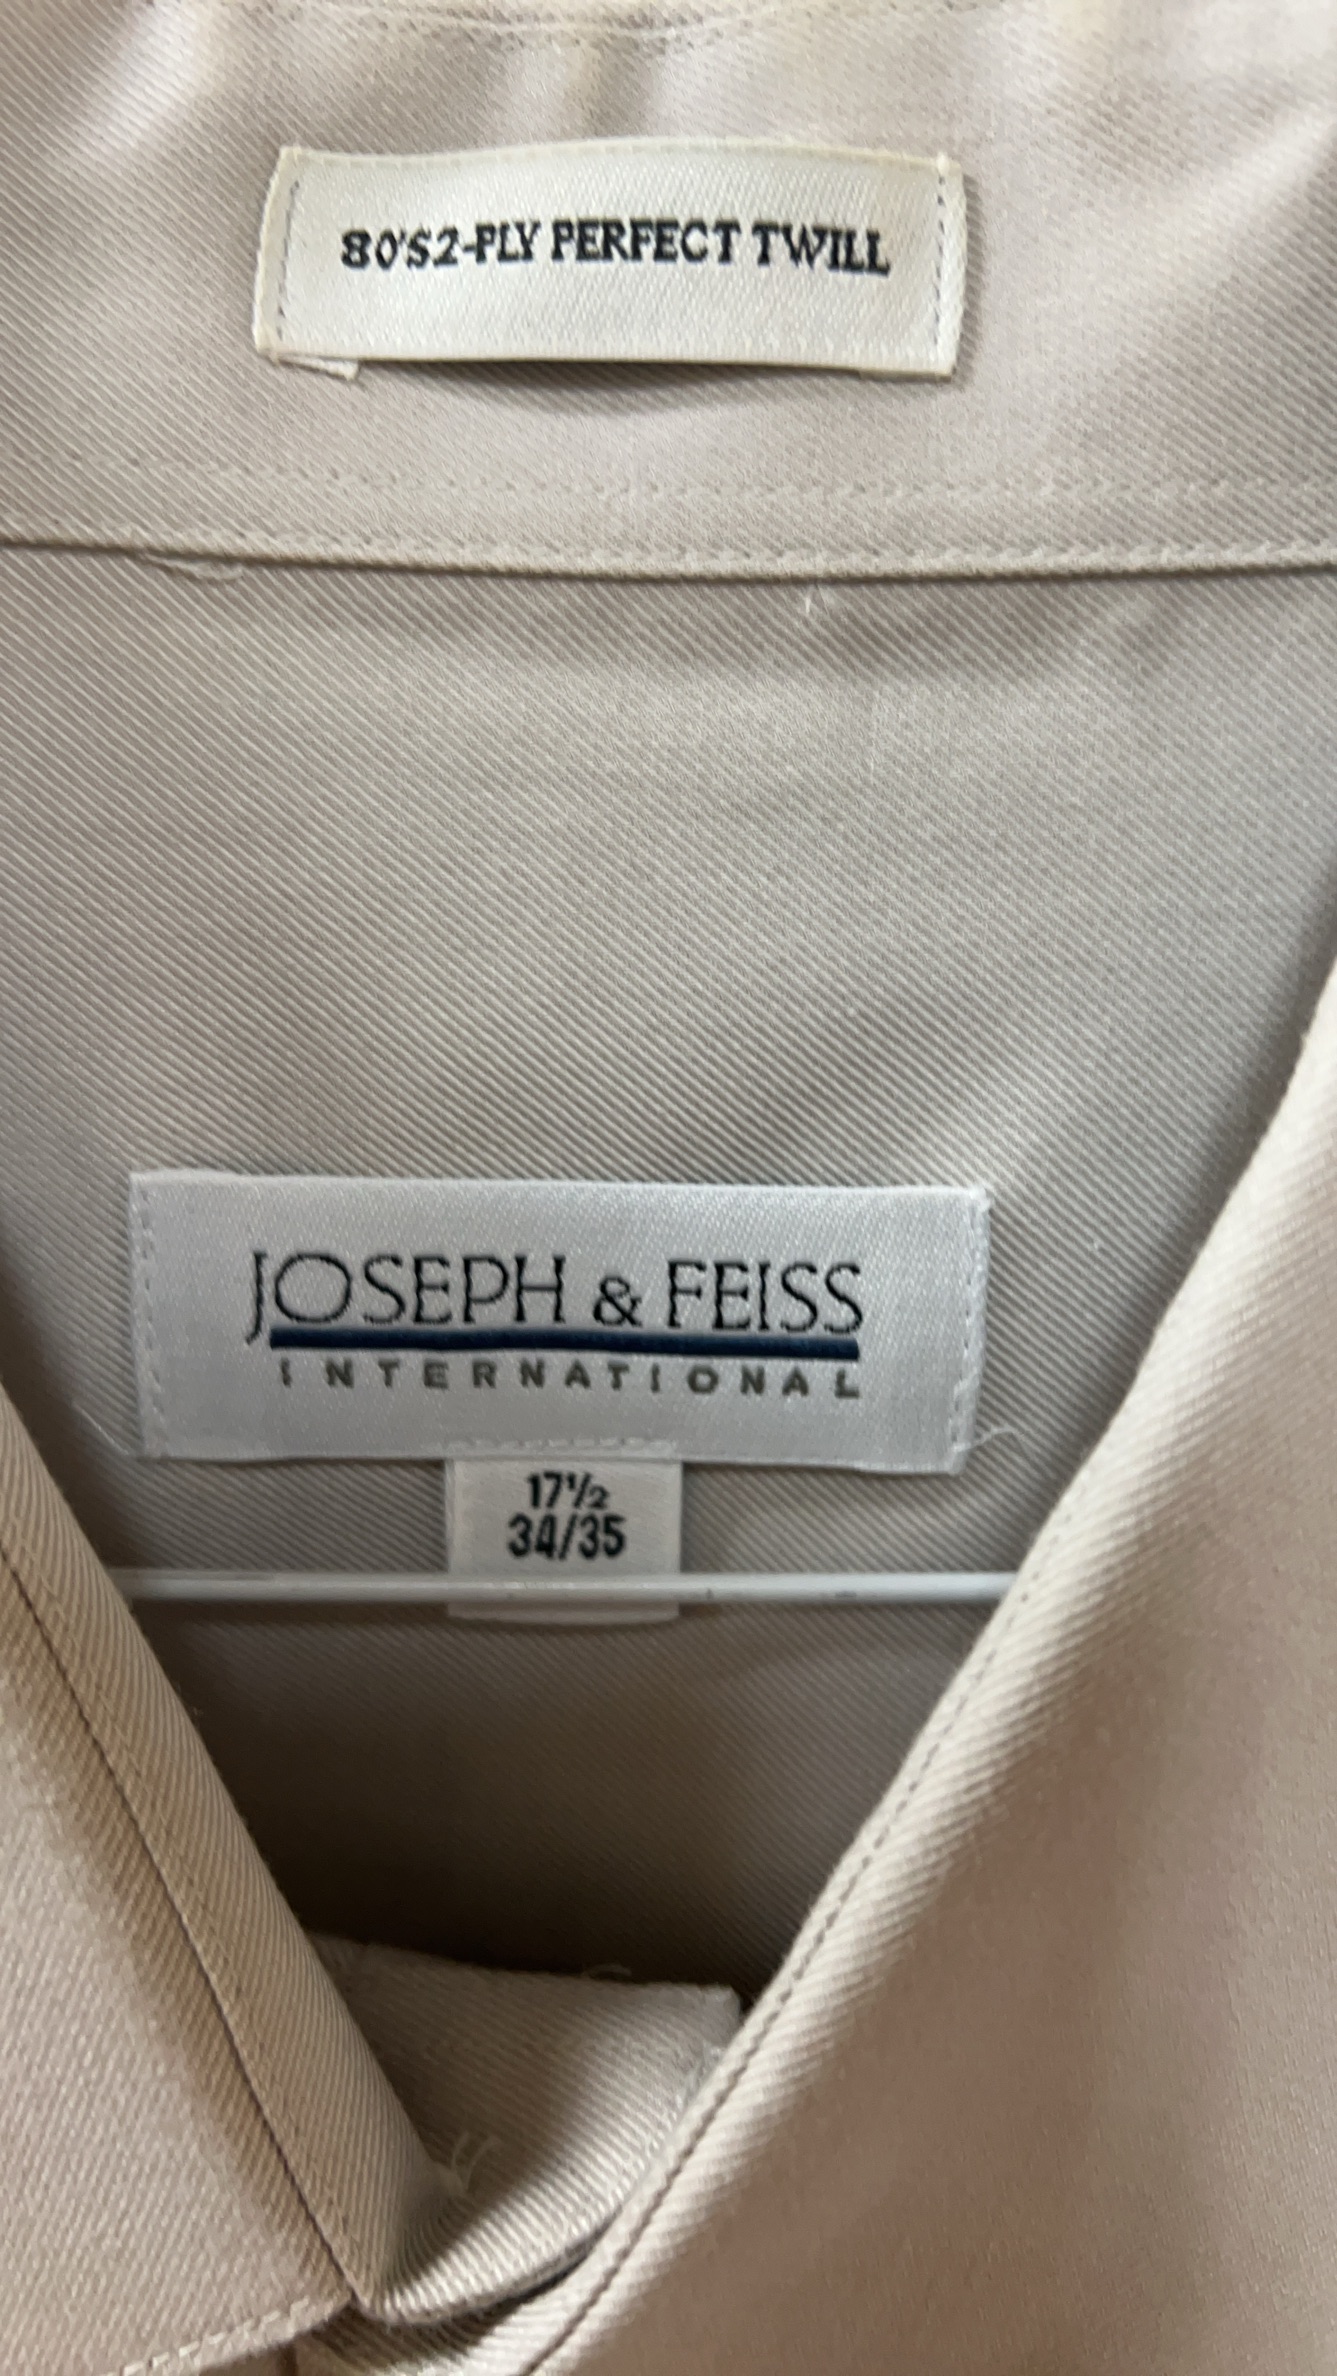 80'S2-PLY PERFECT TWILL
JOSEPH & FEISS
INTERNATIONAL
17½
34/35